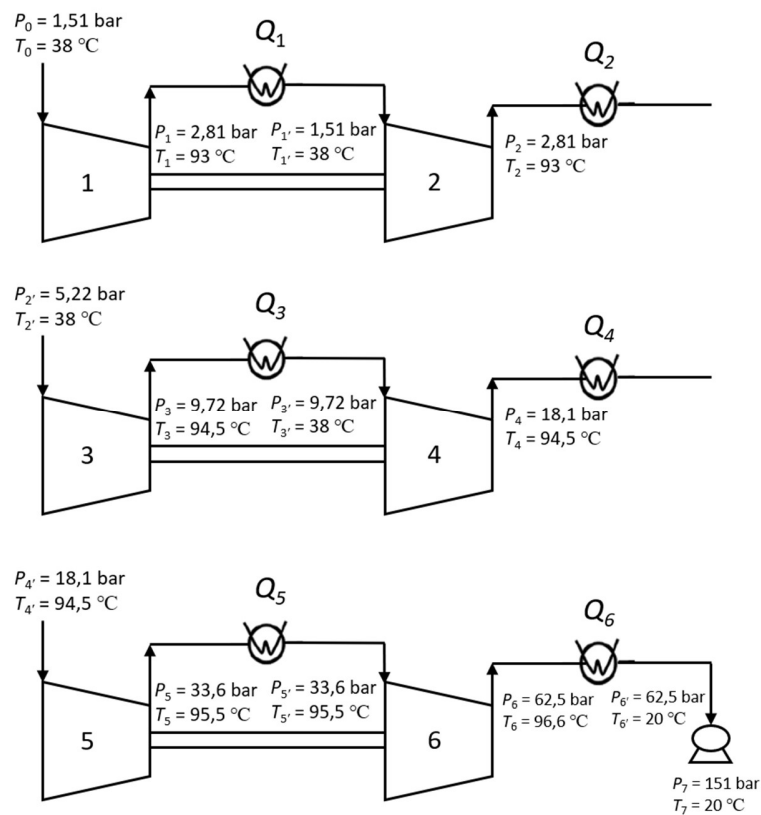 P0 = 1,51 bar
T0 = 38 °C
Q1
Q2
P1 = 2,81 bar
T1 = 93 °C
P1' = 1,51 bar
T1' = 38 °C
P2 = 2,81 bar
T2 = 93 °C
1
2
P2' = 5,22 bar
T2' = 38 °C
Q3
Q4
P3 = 9,72 bar
T3 = 94,5 °C
P3' = 9,72 bar
T3' = 38 °C
P4 = 18,1 bar
T4 = 94,5 °C
3
4
P4' = 18,1 bar
T4' = 94,5 °C
Q5
Q6
P5 = 33,6 bar
T5 = 95,5 °C
P5' = 33,6 bar
T5' = 95,5 °C
P6 = 62,5 bar
T6 = 96,6 °C
P6' = 62,5 bar
T6' = 20 °C
5
6
P7 = 151 bar
T7 = 20 °C